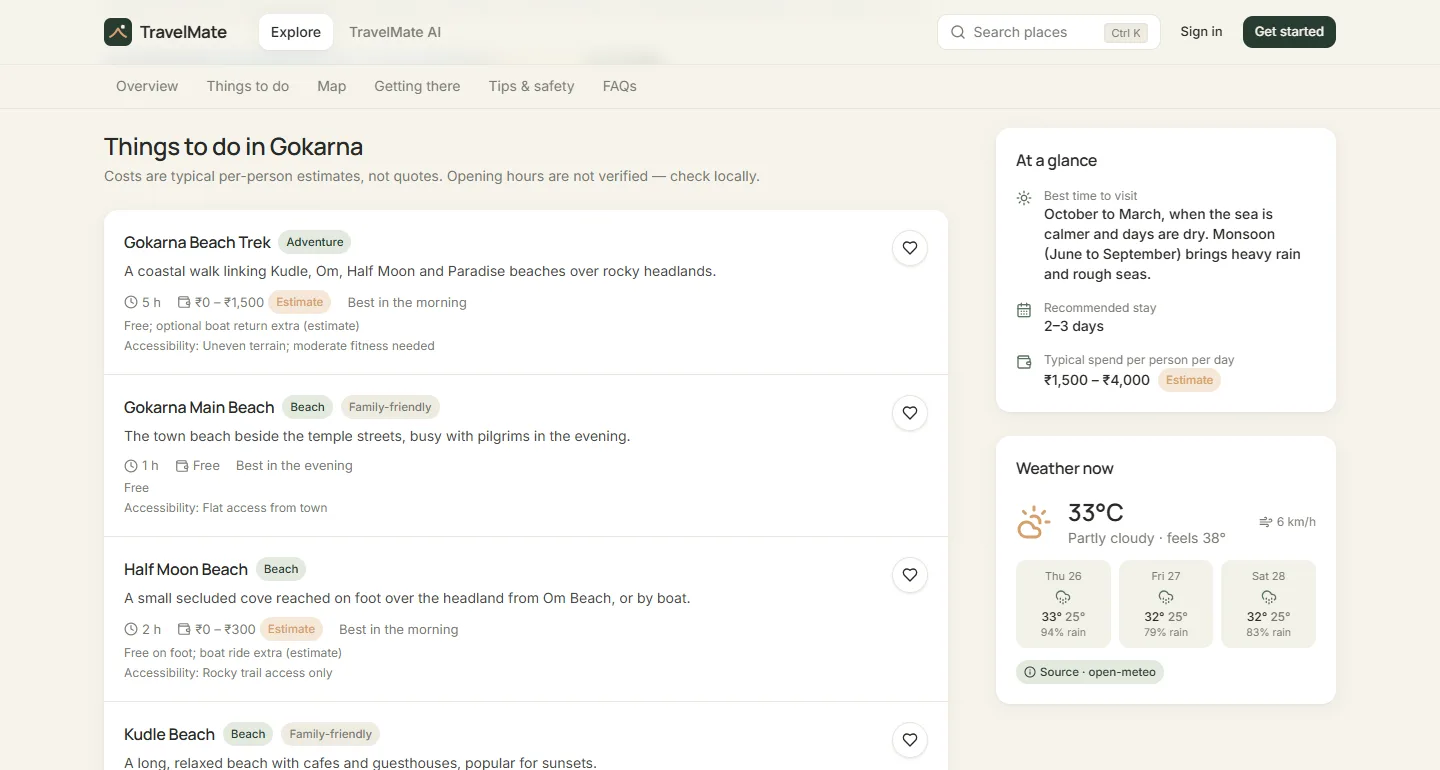 TravelMate
Explore
TravelMate AI
Search places
Ctrl K
Sign in
Get started
Overview
Things to do
Map
Getting there
Tips & safety
FAQs
Things to do in Gokarna
Costs are typical per-person estimates, not quotes. Opening hours are not verified — check locally.
Gokarna Beach Trek Adventure
A coastal walk linking Kudle, Om, Half Moon and Paradise beaches over rocky headlands.
5 h ₹0 – ₹1,500 Estimate Best in the morning
Free; optional boat return extra (estimate)
Accessibility: Uneven terrain; moderate fitness needed
Gokarna Main Beach Beach Family-friendly
The town beach beside the temple streets, busy with pilgrims in the evening.
1 h Free Best in the evening
Free
Accessibility: Flat access from town
Half Moon Beach Beach
A small secluded cove reached on foot over the headland from Om Beach, or by boat.
2 h ₹0 – ₹300 Estimate Best in the morning
Free on foot; boat ride extra (estimate)
Accessibility: Rocky trail access only
Kudle Beach Beach Family-friendly
A long, relaxed beach with cafes and guesthouses, popular for sunsets.
At a glance
Best time to visit
October to March, when the sea is
calmer and days are dry. Monsoon
(June to September) brings heavy rain
and rough seas.
Recommended stay
2–3 days
Typical spend per person per day
₹1,500 – ₹4,000 Estimate
Weather now
33°C
Partly cloudy · feels 38°
6 km/h
Thu 26
33° 25°
94% rain
Fri 27
32° 25°
79% rain
Sat 28
32° 25°
83% rain
Source · open-meteo